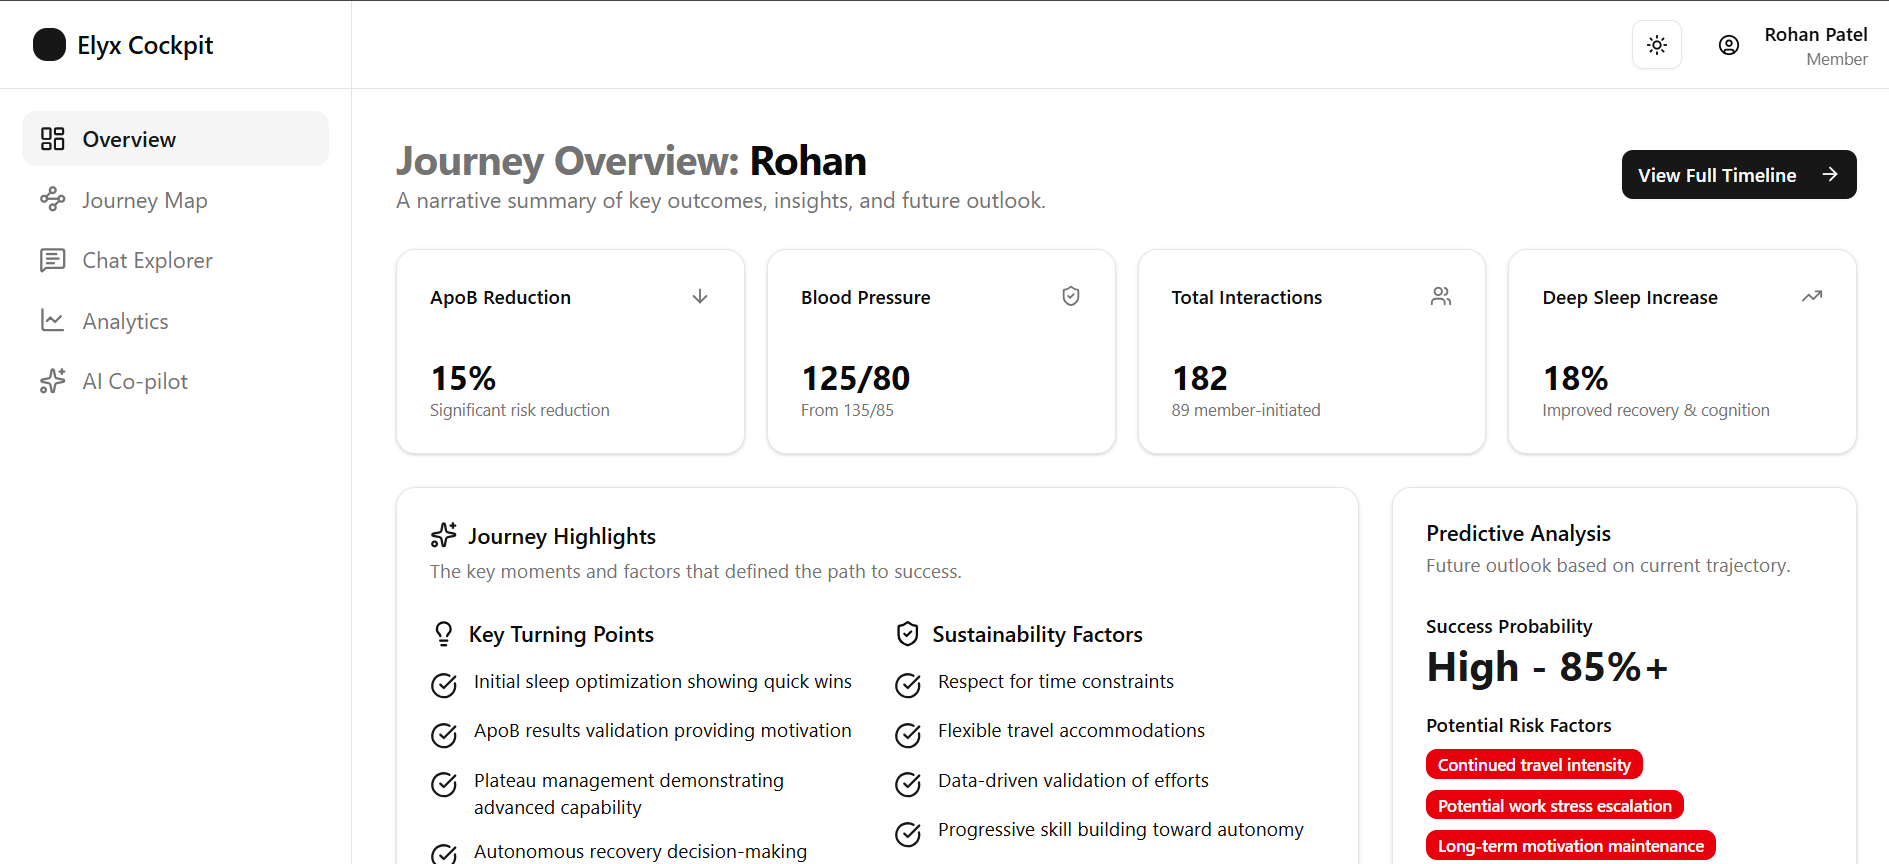 Elyx Cockpit
Rohan Patel
Member
Overview
Journey Map
Chat Explorer
Analytics
AI Co-pilot
Journey Overview: Rohan
A narrative summary of key outcomes, insights, and future outlook.
View Full Timeline
ApoB Reduction
15%
Significant risk reduction
Blood Pressure
125/80
From 135/85
Total Interactions
182
89 member-initiated
Deep Sleep Increase
18%
Improved recovery & cognition
Journey Highlights
The key moments and factors that defined the path to success.
Key Turning Points
Initial sleep optimization showing quick wins
ApoB results validation providing motivation
Plateau management demonstrating
advanced capability
Autonomous recovery decision-making
Sustainability Factors
Respect for time constraints
Flexible travel accommodations
Data-driven validation of efforts
Progressive skill building toward autonomy
Predictive Analysis
Future outlook based on current trajectory.
Success Probability
High - 85%+
Potential Risk Factors
Continued travel intensity
Potential work stress escalation
Long-term motivation maintenance